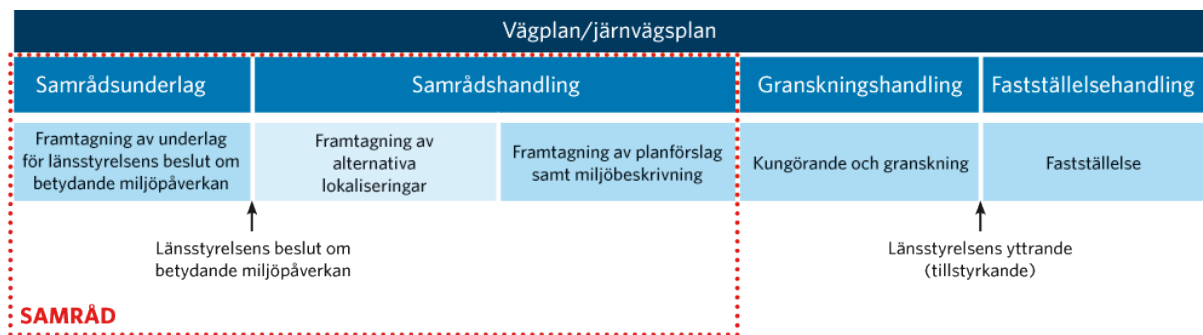 Vägplan/järnvägsplan
Samrådsunderlag
Samrådshandling
Granskningshandling
Fastställelsehandling
Framtagning av underlag
för länsstyrelsens beslut om
betydande miljöpåverkan
Framtagning av
alternativa
lokaliseringar
Framtagning av planförslag
samt miljöbeskrivning
Kungörande och granskning
Fastställelse
Länsstyrelsens beslut om
betydande miljöpåverkan
Länsstyrelsens yttrande
(tillstyrkande)
SAMRÅD